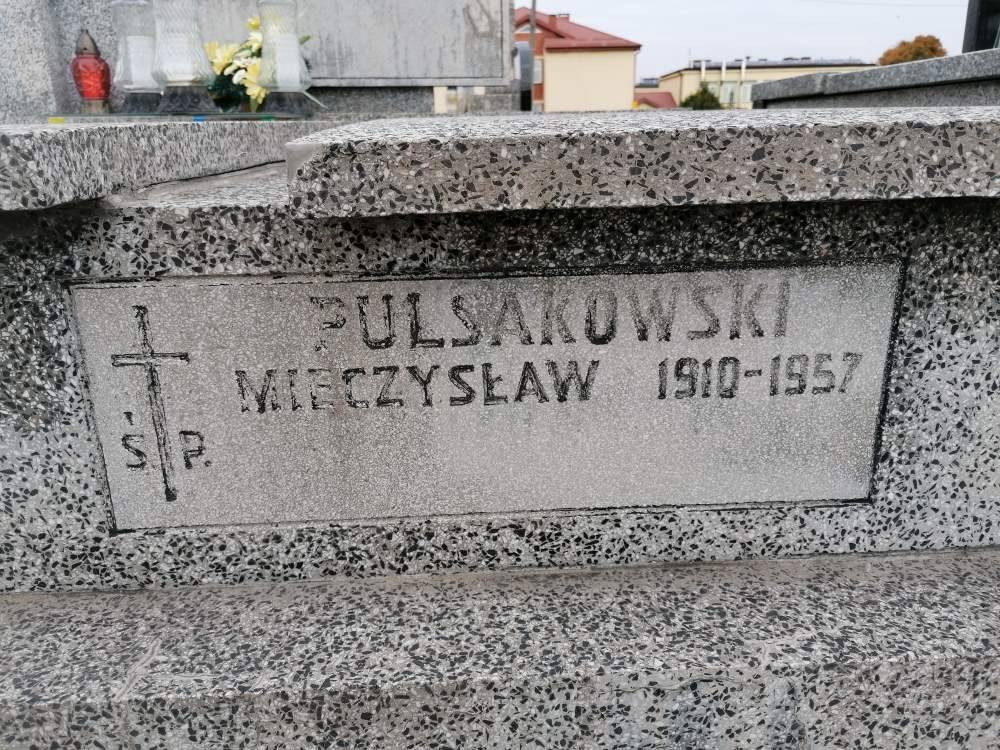 PULSAKOWSKI
MIECZYSŁAW 1910-1957
Ś. P.